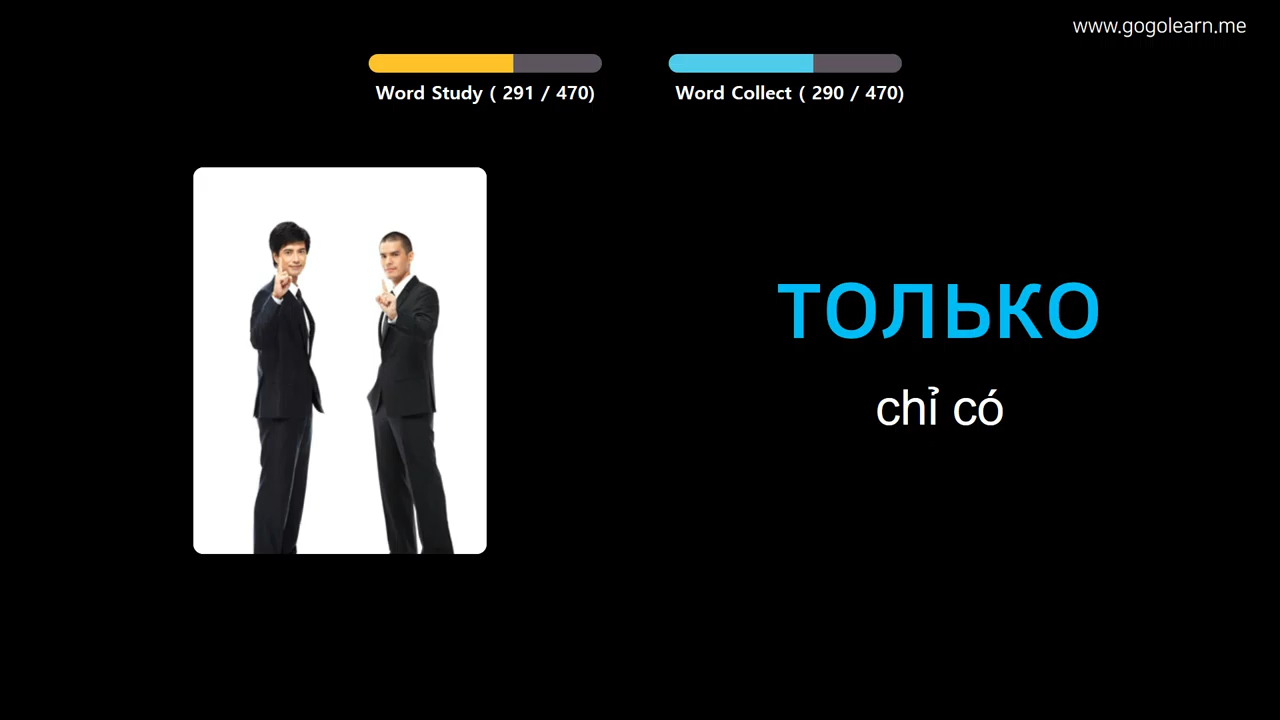 www.gogolearn.me
Word Study ( 291 / 470)
Word Collect ( 290 / 470)
только
chỉ có